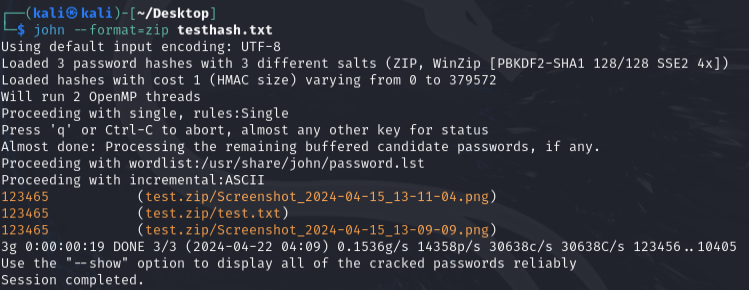 ┌──(kali㉿kali)-[~/Desktop]
└─$ john --format=zip testhash.txt
Using default input encoding: UTF-8
Loaded 3 password hashes with 3 different salts (ZIP, WinZip [PBKDF2-SHA1 128/128 SSE2 4x])
Loaded hashes with cost 1 (HMAC size) varying from 0 to 379572
Will run 2 OpenMP threads
Proceeding with single, rules:Single
Press 'q' or Ctrl-C to abort, almost any other key for status
Almost done: Processing the remaining buffered candidate passwords, if any.
Proceeding with wordlist:/usr/share/john/password.lst
Proceeding with incremental:ASCII
123465           (test.zip/Screenshot_2024-04-15_13-11-04.png)
123465           (test.zip/test.txt)
123465           (test.zip/Screenshot_2024-04-15_13-09-09.png)
3g 0:00:00:19 DONE 3/3 (2024-04-22 04:09) 0.1536g/s 14358p/s 30638c/s 30638C/s 123456..10405
Use the "--show" option to display all of the cracked passwords reliably
Session completed.